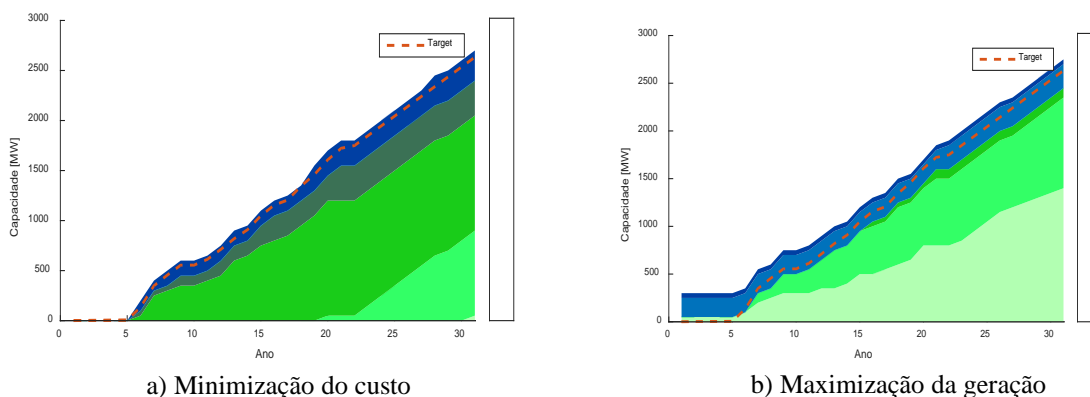 3000
2500
2000
1500
1000
500
0
Capacidade [MW]
Target
0 5 10 15 20 25 30
Ano
a) Minimização do custo
3000
2500
2000
1500
1000
500
0
Capacidade [MW]
Target
0 5 10 15 20 25 30
Ano
b) Maximização da geração